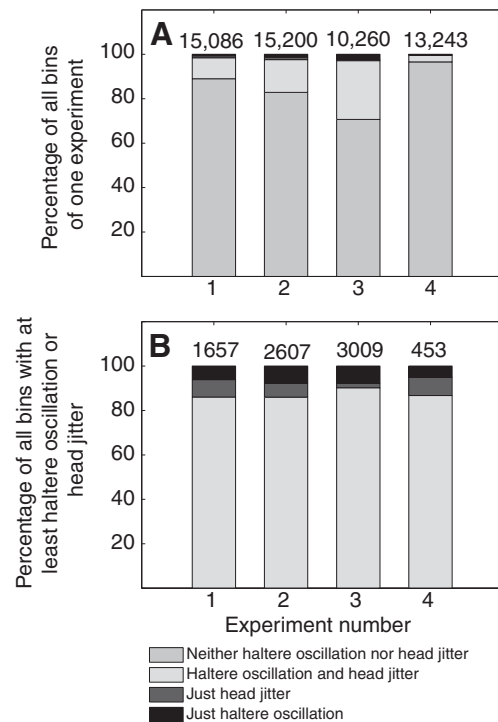 Percentage of all bins
of one experiment
A
15,086 15,200 10,260 13,243
100
80
60
40
20
1 2 3 4
Percentage of all bins with at
least haltere oscillation or
head jitter
B
1657 2607 3009 453
100
80
60
40
20
1 2 3 4
Experiment number
Neither haltere oscillation nor head jitter
Haltere oscillation and head jitter
Just head jitter
Just haltere oscillation